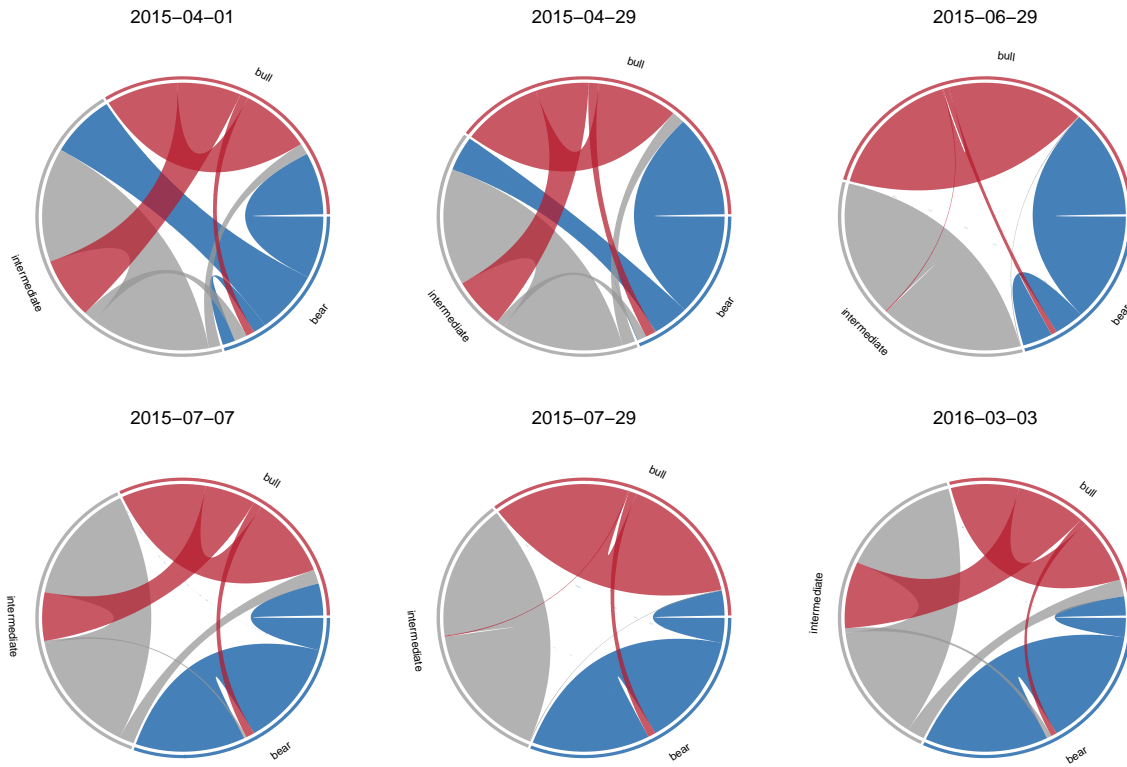 2015−04−01
bull
intermediate
bear
2015−04−29
bull
intermediate
bear
2015−06−29
bull
intermediate
bear
2015−07−07
bull
intermediate
bear
2015−07−29
bull
intermediate
bear
2016−03−03
bull
intermediate
bear